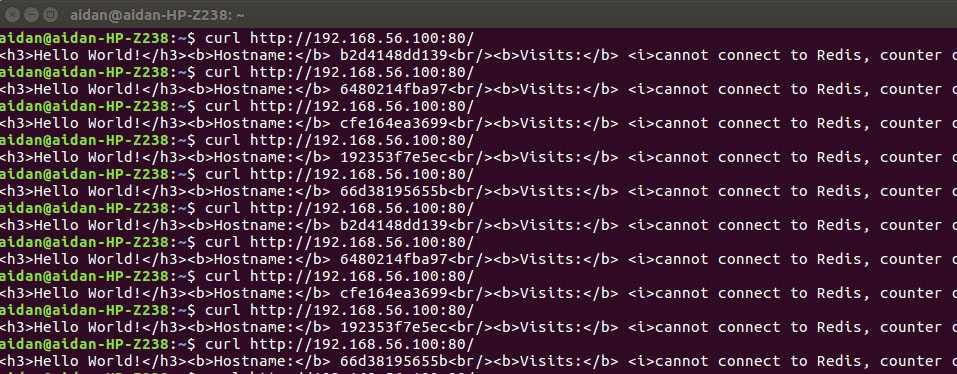 aidan@aidan-HP-Z238: ~
aidan@aidan-HP-Z238:~$ curl http://192.168.56.100:80/
<h3>Hello World!</h3><b>Hostname:</b> b2d4148dd139<br/><b>Visits:</b> <i>cannot connect to Redis, counter
aidan@aidan-HP-Z238:~$ curl http://192.168.56.100:80/
<h3>Hello World!</h3><b>Hostname:</b> 6480214fba97<br/><b>Visits:</b> <i>cannot connect to Redis, counter
aidan@aidan-HP-Z238:~$ curl http://192.168.56.100:80/
<h3>Hello World!</h3><b>Hostname:</b> cfe164ea3699<br/><b>Visits:</b> <i>cannot connect to Redis, counter
aidan@aidan-HP-Z238:~$ curl http://192.168.56.100:80/
<h3>Hello World!</h3><b>Hostname:</b> 192353f7e5ec<br/><b>Visits:</b> <i>cannot connect to Redis, counter
aidan@aidan-HP-Z238:~$ curl http://192.168.56.100:80/
<h3>Hello World!</h3><b>Hostname:</b> 66d38195655b<br/><b>Visits:</b> <i>cannot connect to Redis, counter
aidan@aidan-HP-Z238:~$ curl http://192.168.56.100:80/
<h3>Hello World!</h3><b>Hostname:</b> b2d4148dd139<br/><b>Visits:</b> <i>cannot connect to Redis, counter
aidan@aidan-HP-Z238:~$ curl http://192.168.56.100:80/
<h3>Hello World!</h3><b>Hostname:</b> 6480214fba97<br/><b>Visits:</b> <i>cannot connect to Redis, counter
aidan@aidan-HP-Z238:~$ curl http://192.168.56.100:80/
<h3>Hello World!</h3><b>Hostname:</b> cfe164ea3699<br/><b>Visits:</b> <i>cannot connect to Redis, counter
aidan@aidan-HP-Z238:~$ curl http://192.168.56.100:80/
<h3>Hello World!</h3><b>Hostname:</b> 192353f7e5ec<br/><b>Visits:</b> <i>cannot connect to Redis, counter
aidan@aidan-HP-Z238:~$ curl http://192.168.56.100:80/
<h3>Hello World!</h3><b>Hostname:</b> 66d38195655b<br/><b>Visits:</b> <i>cannot connect to Redis, counter